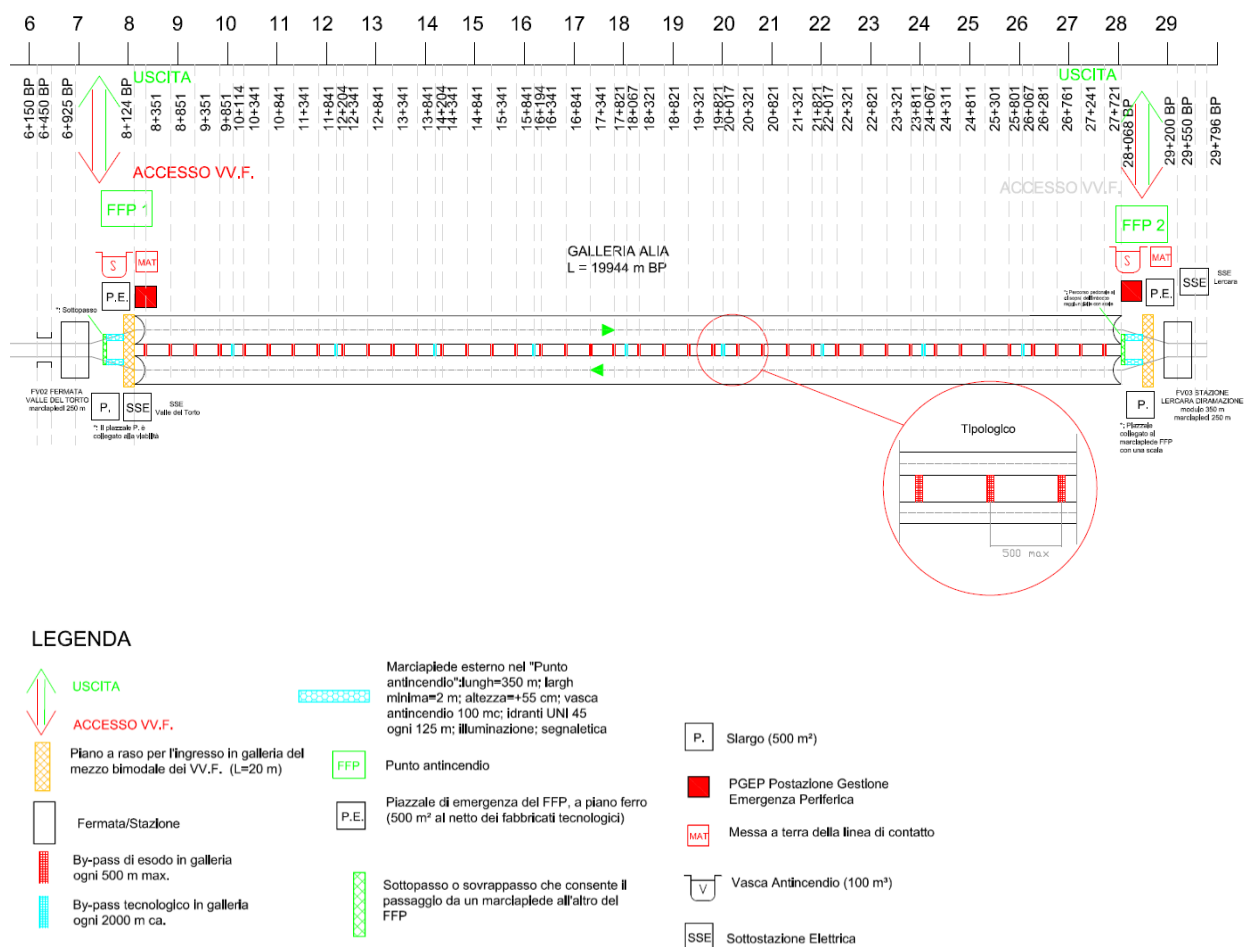 6 7 8 9 10 11 12 13 14 15 16 17 18 19 20 21 22 23 24 25 26 27 28 29
USCITA
USCITA
6+150 BP
6+450 BP
6+925 BP
8+124 BP
8+351
8+851
9+351
9+851
10+114
10+341
10+841
11+341
11+841
12+204
12+341
12+841
13+341
13+841
14+204
14+341
14+841
15+341
15+841
16+194
16+341
16+841
17+341
17+821
18+067
18+321
18+821
19+321
19+821
20+017
20+321
20+821
21+321
21+821
22+017
22+321
22+821
23+321
23+811
24+067
24+311
24+811
25+301
25+801
26+067
26+281
26+761
27+241
27+721
28+068 BP
29+200 BP
29+550 BP
29+796 BP
ACCESSO VV.F.
ACCESSO VV.F.
FFP 1
FFP 2
GALLERIA ALIA
L = 19944 m BP
S
MAT
S
MAT
P.E.
P.E.
SSE
SSE
Lercara
*: Sottopasso
FV02 FERMATA
VALLE DEL TORTO
marciapiedi 250 m
P.
SSE
SSE
Valle del Torto
*: Il piazzale P. è
collegato alla viabilità
FV03 STAZIONE
LERCARA DIRAMAZIONE
modulo 350 m
marciapiedi 250 m
P.
*: Piazzale
collegato al
marciapiede FFP
con una scala
Tipologico
500 max
LEGENDA
USCITA
ACCESSO VV.F.
Piano a raso per l'ingresso in galleria del
mezzo bimodale dei VV.F. (L=20 m)
Fermata/Stazione
By-pass di esodo in galleria
ogni 500 m max.
By-pass tecnologico in galleria
ogni 2000 m ca.
Marciapiede esterno nel "Punto
antincendio":lungh=350 m; largh
minima=2 m; altezza=+55 cm; vasca
antincendio 100 mc; idranti UNI 45
ogni 125 m; illuminazione; segnaletica
FFP
Punto antincendio
P.E.
Piazzale di emergenza del FFP, a piano ferro
(500 m² al netto dei fabbricati tecnologici)
Sottopasso o sovrappasso che consente il
passaggio da un marciapiede all'altro del
FFP
P.
Slargo (500 m²)
PGEP Postazione Gestione
Emergenza Periferica
MAT
Messa a terra della linea di contatto
V
Vasca Antincendio (100 m³)
SSE
Sottostazione Elettrica